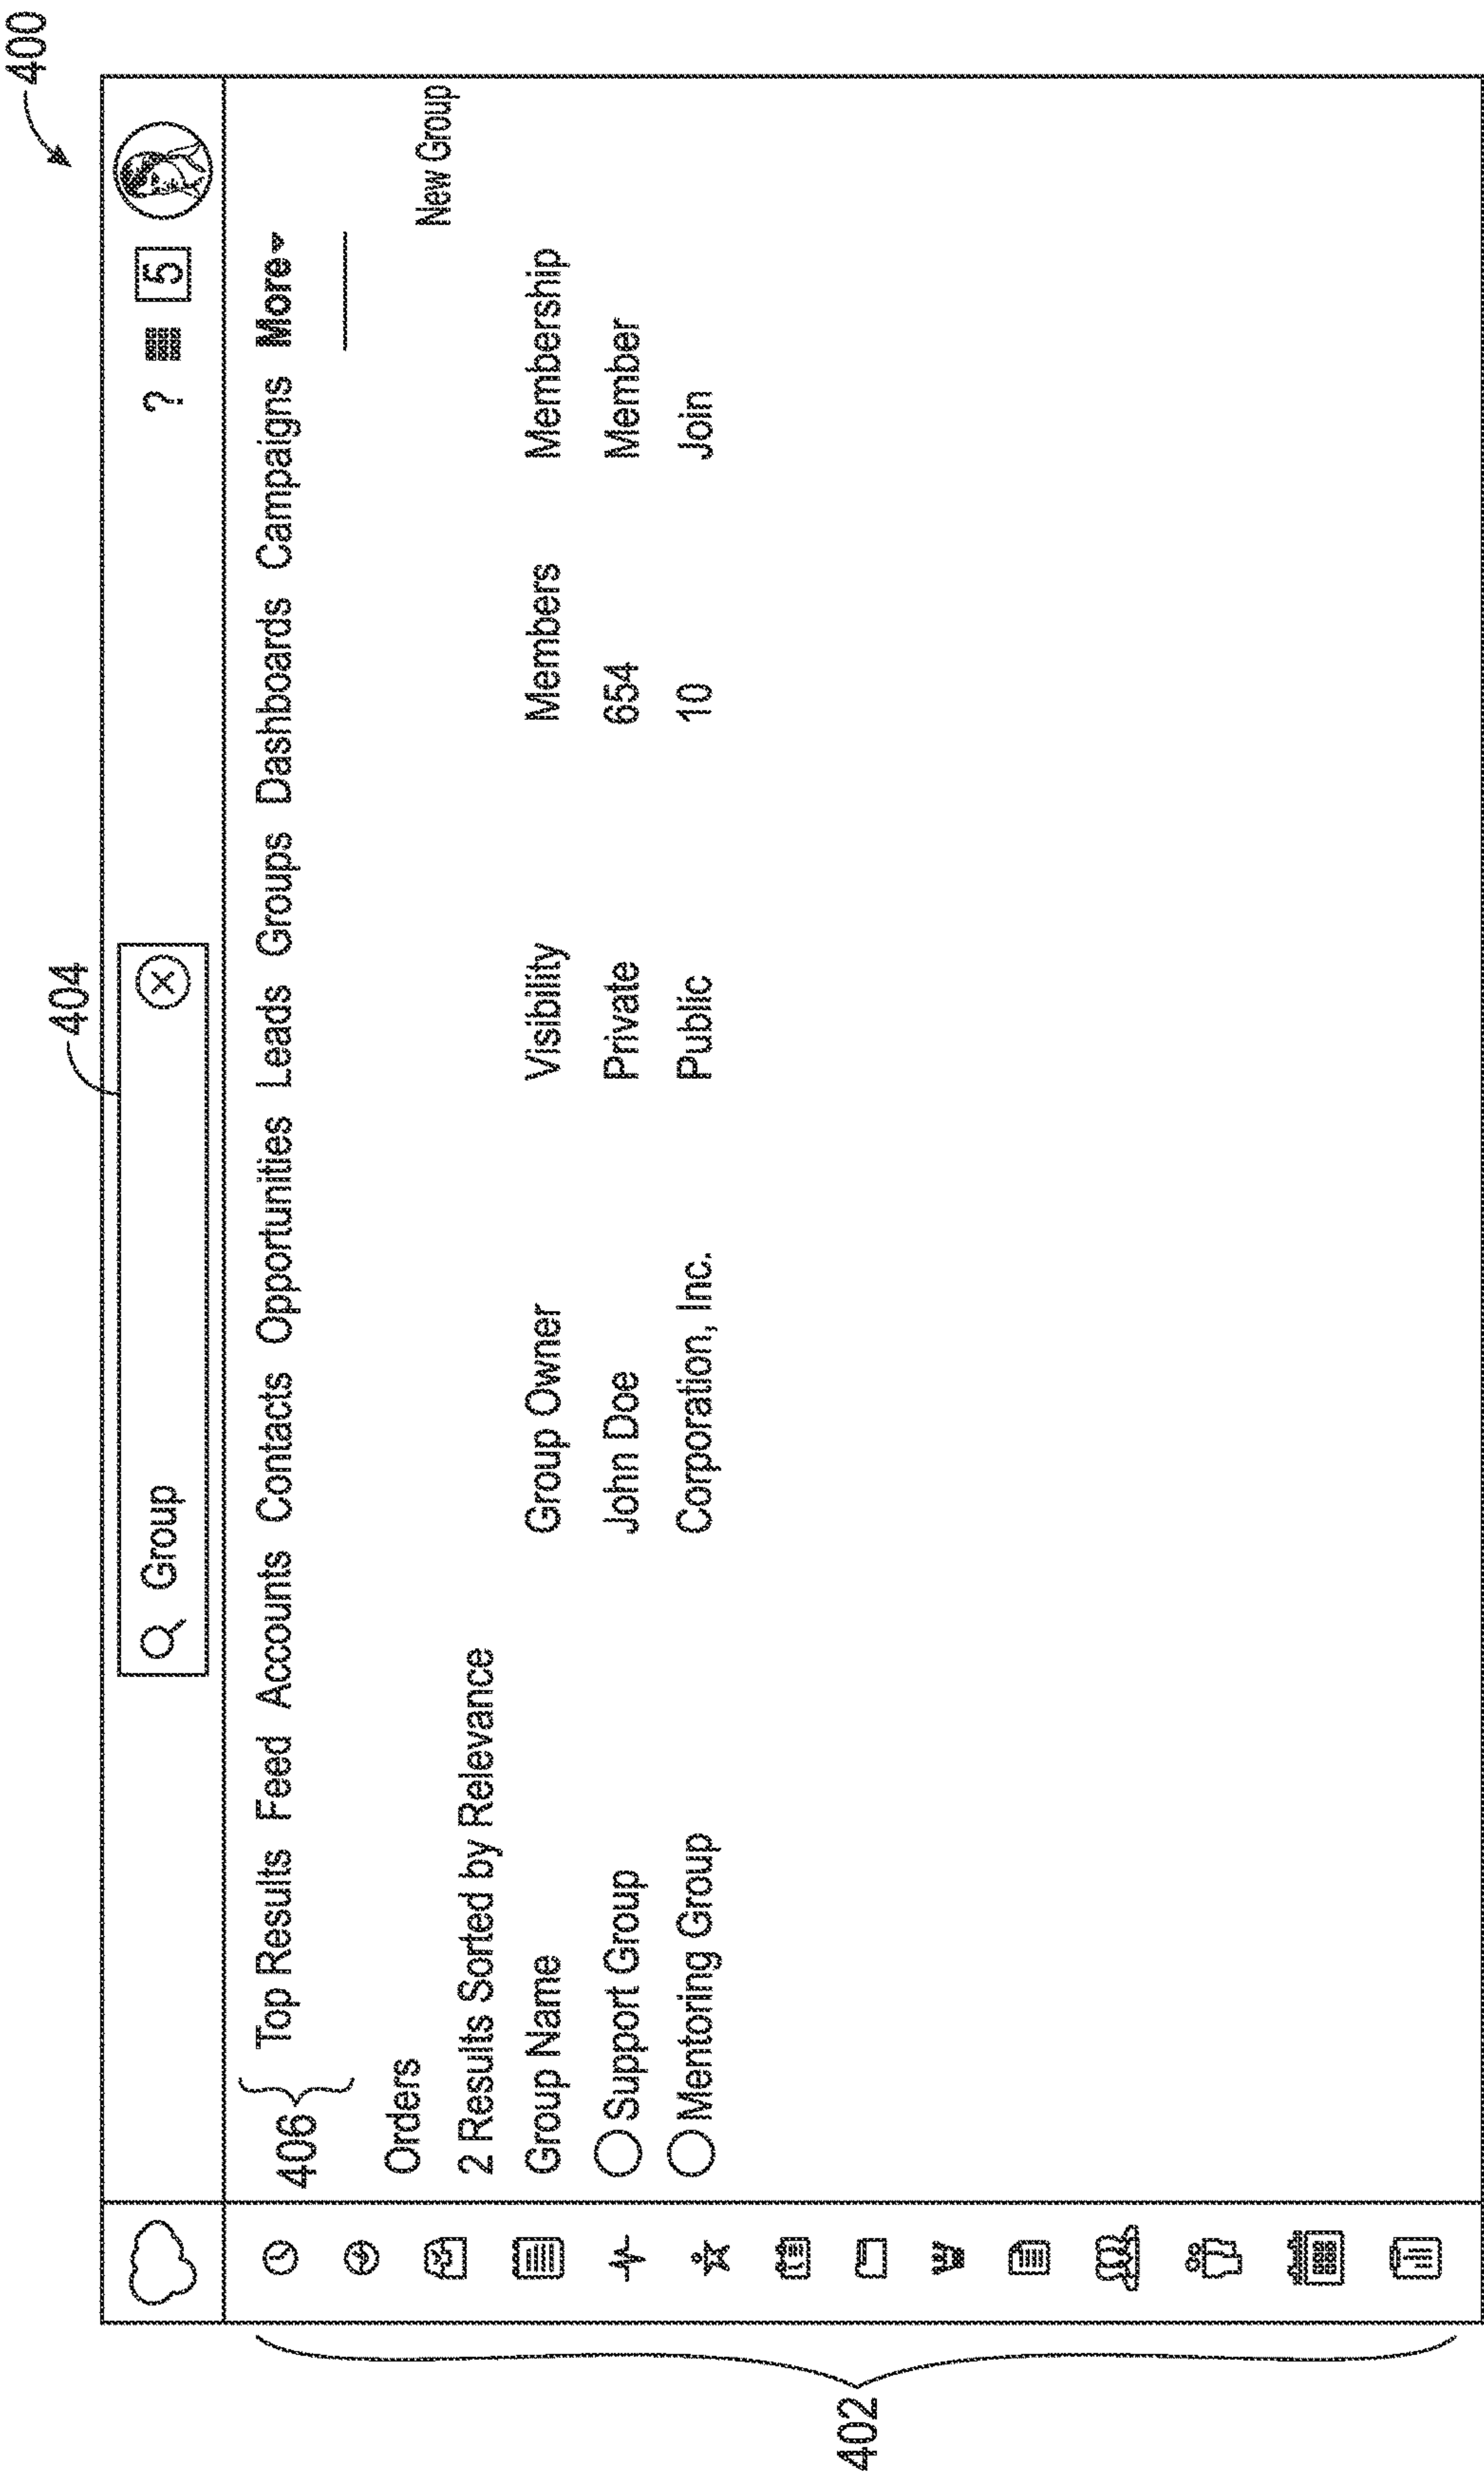 400
404
Group
? 5
406
Top Results Feed Accounts Contacts Opportunities Leads Groups Dashboards Campaigns More
Orders
New Group
2 Results Sorted by Relevance
Group Name Group Owner Visibility Members Membership
Support Group John Doe Private 654 Member
Mentoring Group Corporation, Inc. Public 10 Join
402